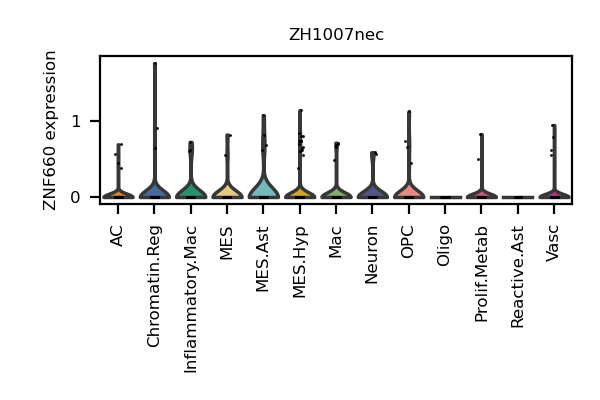 ZH1007nec
ZNF660 expression
1
0
AC
Chromatin.Reg
Inflammatory.Mac
MES
MES.Ast
MES.Hyp
Mac
Neuron
OPC
Oligo
Prolif.Metab
Reactive.Ast
Vasc